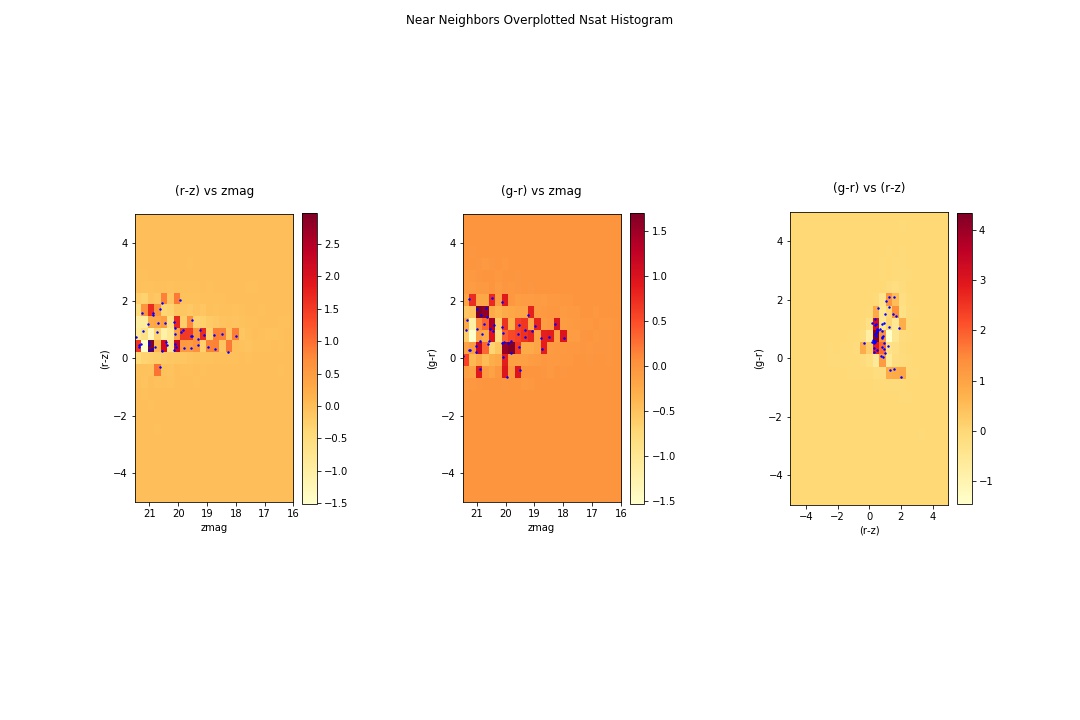 Near Neighbors Overplotted Nsat Histogram
(r-z) vs zmag
4
2
0
−2
−4
(r-z)
21 20 19 18 17 16
zmag
2.5
2.0
1.5
1.0
0.5
0.0
−0.5
−1.0
−1.5
(g-r) vs zmag
4
2
0
−2
−4
(g-r)
21 20 19 18 17 16
zmag
1.5
1.0
0.5
0.0
−0.5
−1.0
−1.5
(g-r) vs (r-z)
4
2
0
−2
−4
(g-r)
−4 −2 0 2 4
(r-z)
4
3
2
1
0
−1